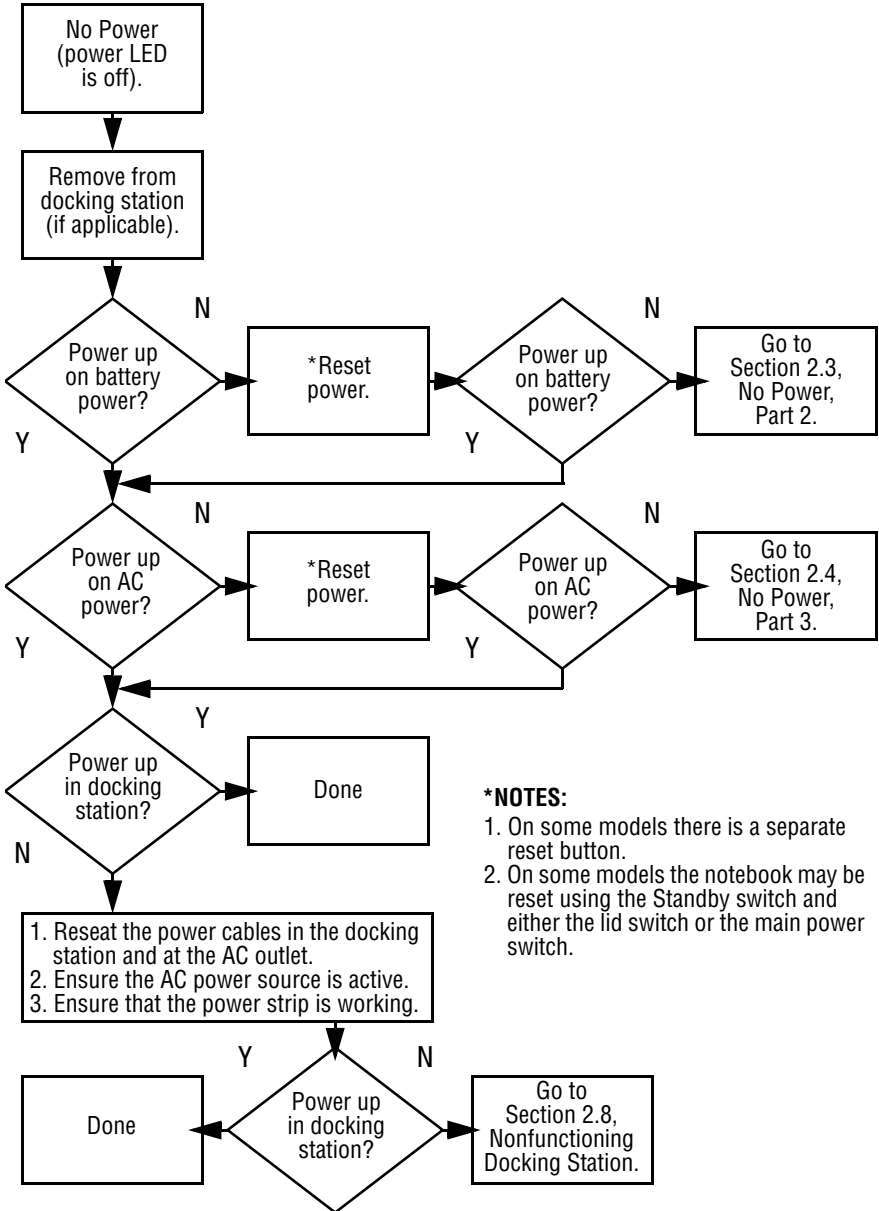 No Power
(power LED
is off).
Remove from
docking station
(if applicable).
N
Power up
on battery
power?
Y
*Reset
power.
N
Power up
on battery
power?
Y
Go to
Section 2.3,
No Power,
Part 2.
N
Power up
on AC
power?
Y
*Reset
power.
N
Power up
on AC
power?
Y
Go to
Section 2.4,
No Power,
Part 3.
Y
Power up
in docking
station?
N
Done
*NOTES:
1. On some models there is a separate
reset button.
2. On some models the notebook may be
reset using the Standby switch and
either the lid switch or the main power
switch.
1. Reseat the power cables in the docking
station and at the AC outlet.
2. Ensure the AC power source is active.
3. Ensure that the power strip is working.
Y
N
Done
Power up
in docking
station?
Go to
Section 2.8,
Nonfunctioning
Docking Station.